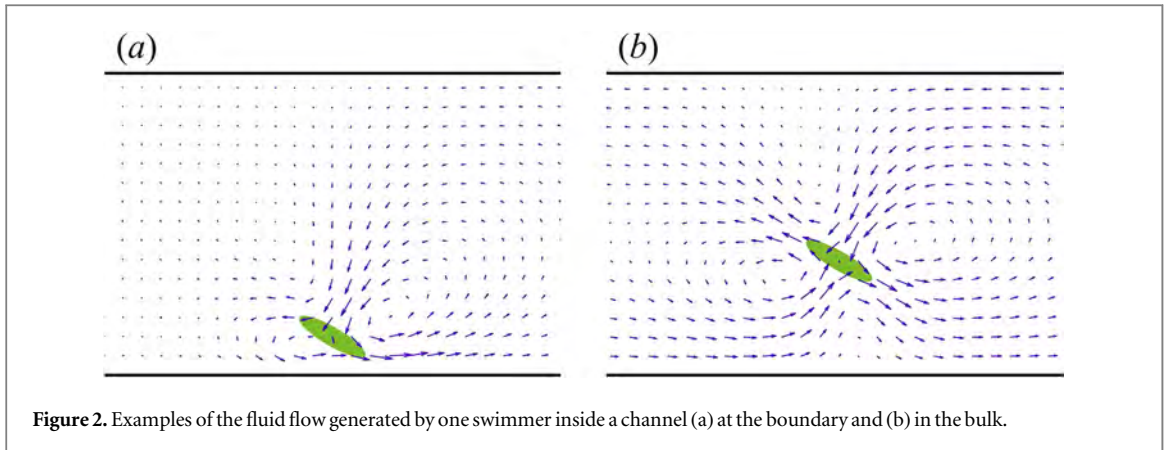 (a) (b)
Figure 2. Examples of the fluid flow generated by one swimmer inside a channel (a) at the boundary and (b) in the bulk.